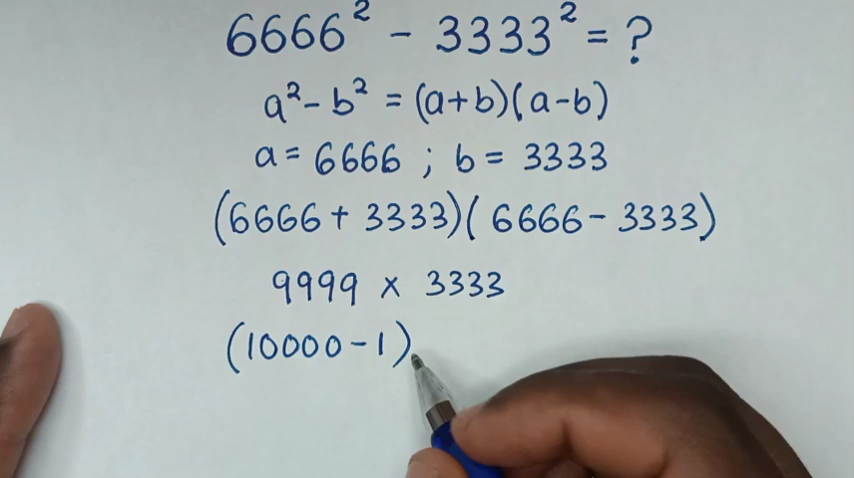 6666² - 3333² = ?
a² - b² = (a+b)(a-b)
a = 6666 ; b = 3333
(6666 + 3333)(6666 - 3333)
9999 × 3333
(10000 - 1)